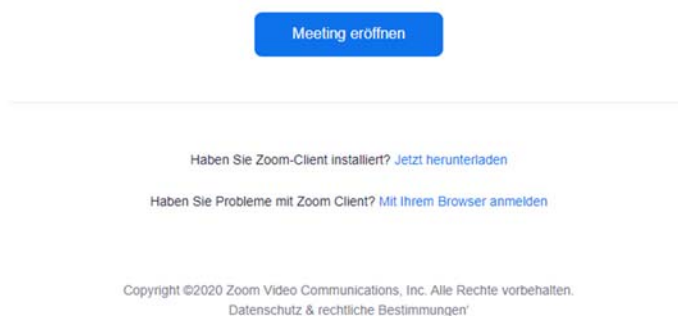 Meeting eröffnen
Haben Sie Zoom-Client installiert? Jetzt herunterladen
Haben Sie Probleme mit Zoom Client? Mit Ihrem Browser anmelden
Copyright ©2020 Zoom Video Communications, Inc. Alle Rechte vorbehalten.
Datenschutz & rechtliche Bestimmungen'